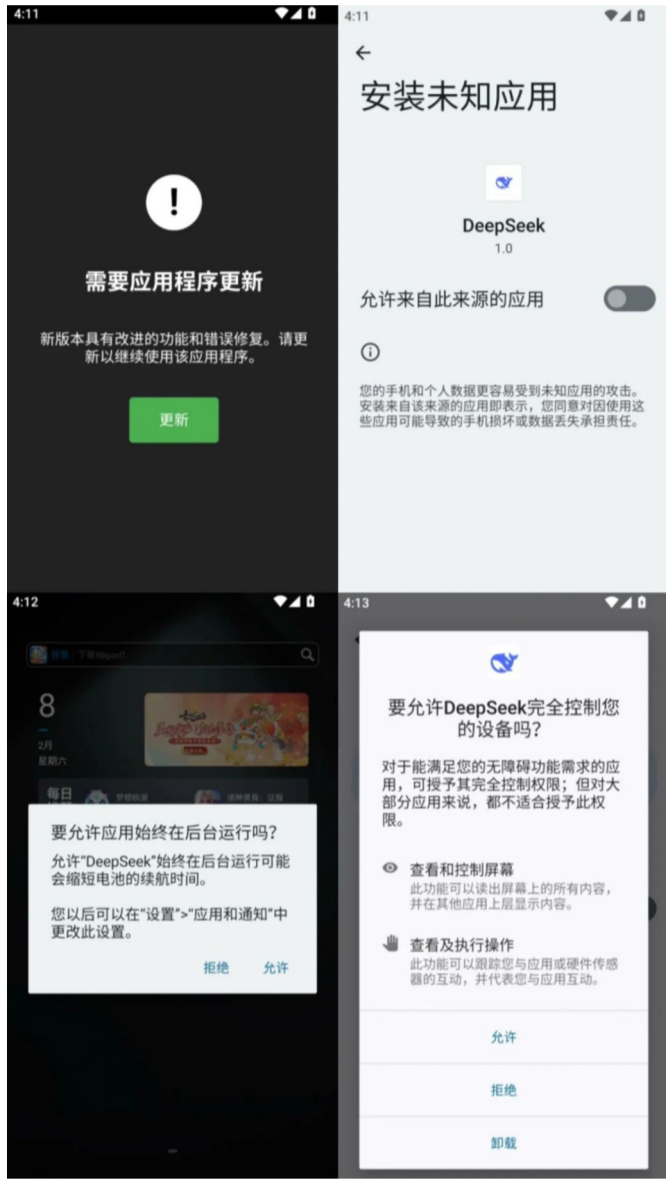 4:11
需要应用程序更新
新版本具有改进的功能和错误修复。请更
新以继续使用该应用程序。
更新
4:11
安装未知应用
DeepSeek
1.0
允许来自此来源的应用
您的手机和个人数据更容易受到未知应用的攻击。
安装来自该来源的应用即表示，您同意对因使用这
些应用可能导致的手机损坏或数据丢失承担责任。
4:12
8
2月
星期六
每日
要允许应用始终在后台运行吗？
允许“DeepSeek”始终在后台运行可能
会缩短电池的续航时间。
您以后可以在“设置”>“应用和通知”中
更改此设置。
拒绝 允许
4:13
要允许DeepSeek完全控制您
的设备吗？
对于能满足您的无障碍功能需求的应
用，可授予其完全控制权限；但对大
部分应用来说，都不适合授予此权
限。
查看和控制屏幕
此功能可以读出屏幕上的所有内容，
并在其他应用上层显示内容。
查看及执行操作
此功能可以跟踪您与应用或硬件传感
器的互动，并代表您与应用互动。
允许
拒绝
卸载